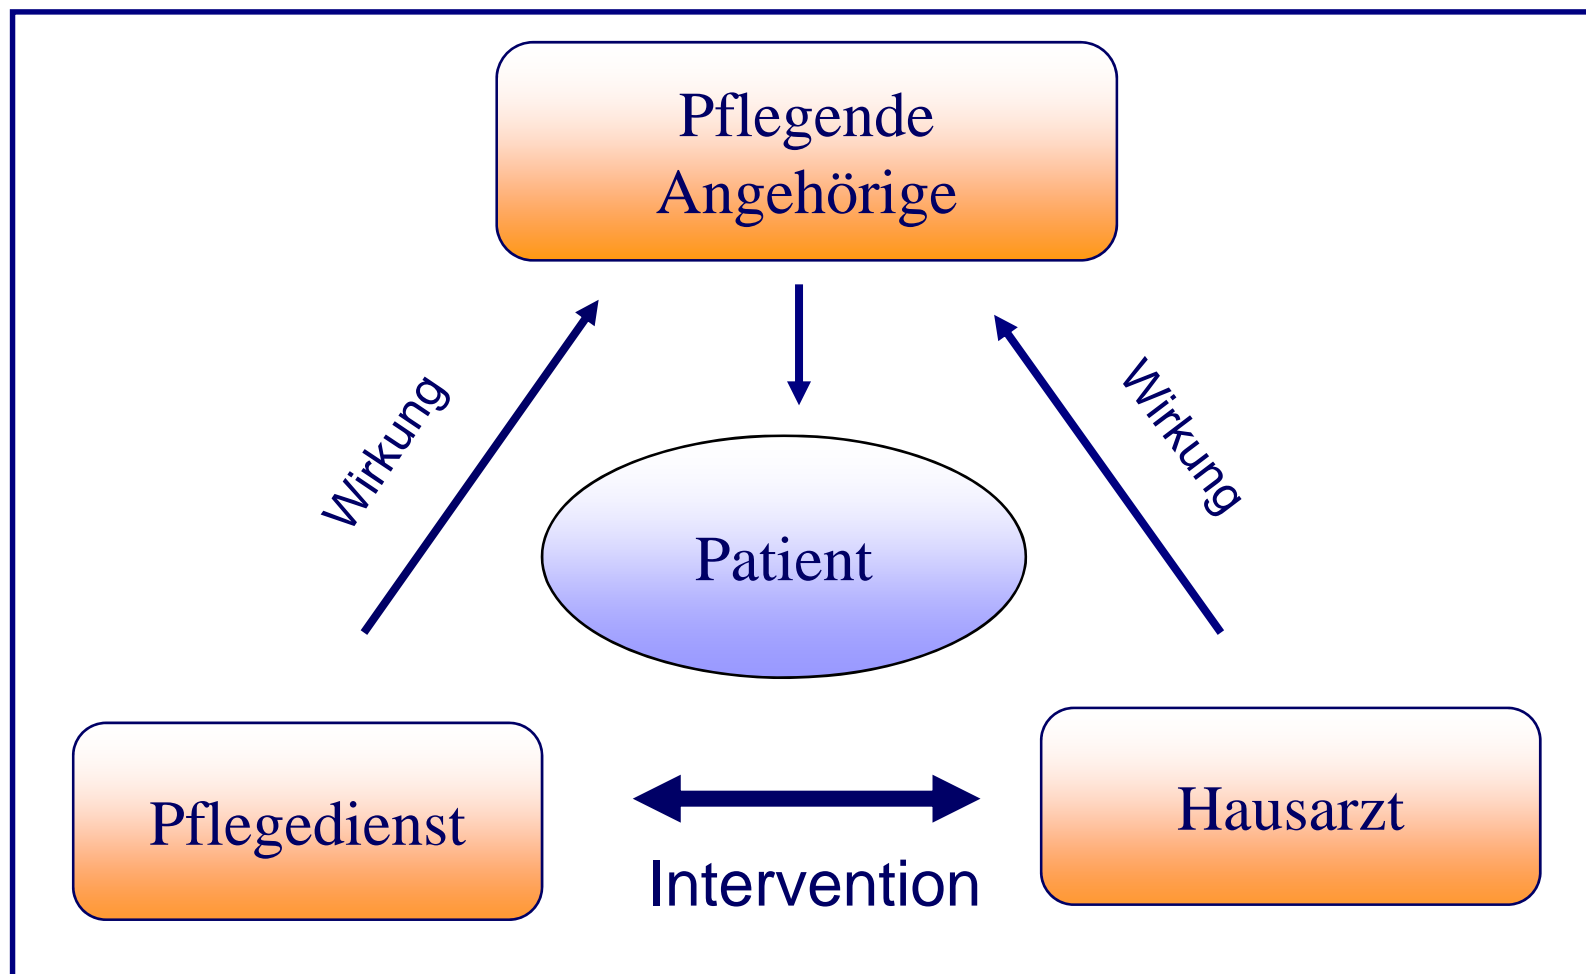 Pflegende
Angehörige
Wirkung
Wirkung
Patient
Pflegedienst
Hausarzt
Intervention